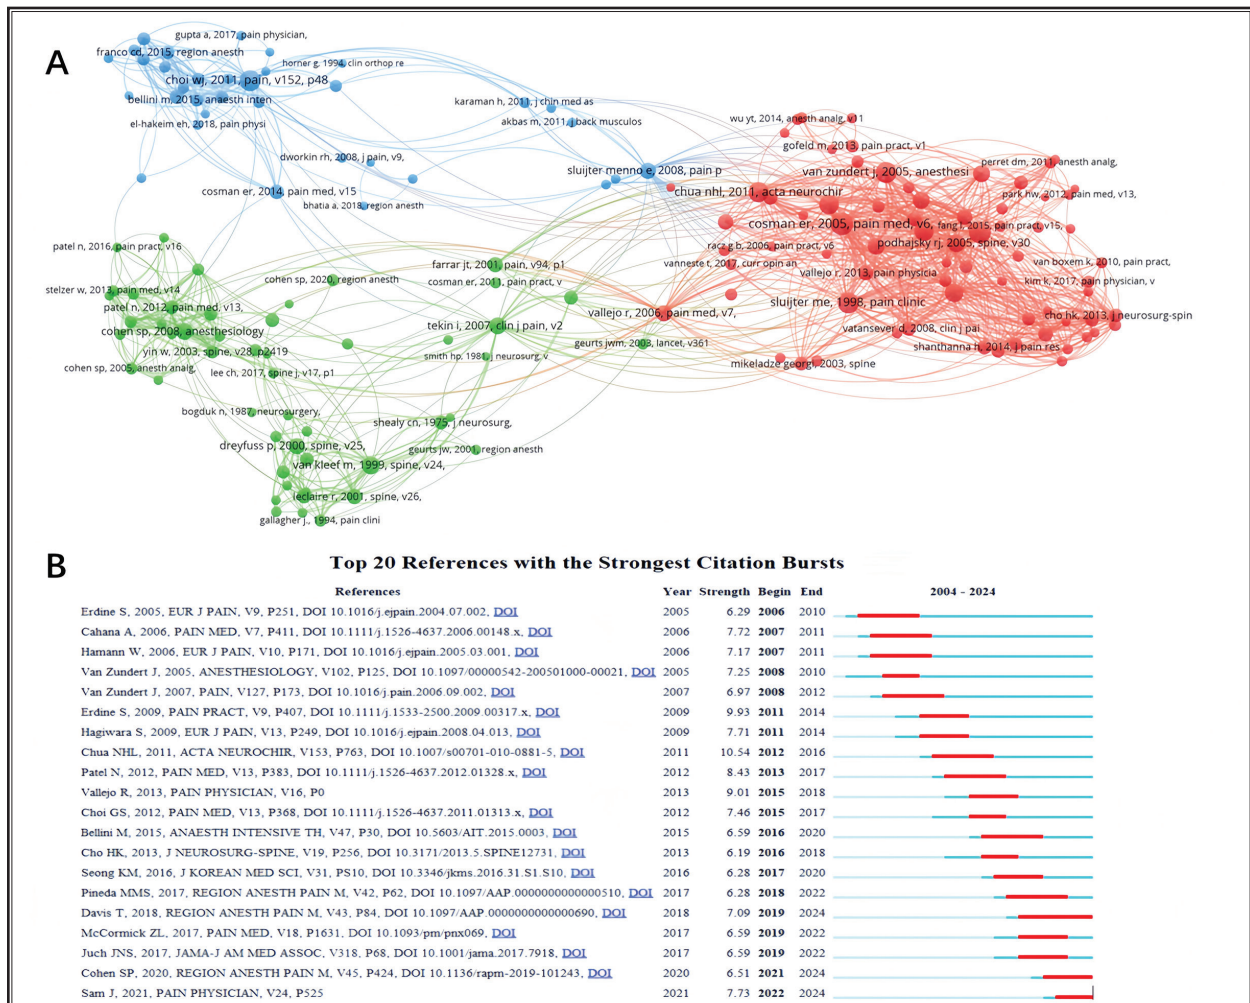 A
gupta a, 2017, pain physician,
franco cd, 2015, region anesth
horner g, 1994, clin orthop re
choi wj, 2011, pain, v152, p48
bellini m, 2015, anaesth inten
el-hakeim eh, 2018, pain physi
karaman h, 2011, j chin med as
akbas m, 2011, j back musculos
wu yt, 2014, anesth analg, v11
gofeld m, 2013, pain pract, v1
dworkin rh, 2008, j pain, v9,
sluijter menno e, 2008, pain p
van zundert j, 2005, anesthesi
perret dm, 2011, anesth analg,
cosman er, 2014, pain med, v15
chua nhl, 2011, acta neurochir
park hw, 2012, pain med, v13,
bhatia a, 2018, region anesth
cosman er, 2005, pain med, v6,
fang l, 2015, pain pract, v15,
patel n, 2016, pain pract, v16
racz g b, 2006, pain pract, v6
podhajsky rj, 2005, spine, v30
farrar jt, 2001, pain, v94, p1
vanneste t, 2017, curr opin an
van boxem k, 2010, pain pract,
cohen sp, 2020, region anesth
cosman er, 2011, pain pract, v
vallejo r, 2013, pain physicia
kim k, 2017, pain physician, v
stelzer w, 2013, pain med, v14
patel n, 2012, pain med, v13,
sluijter me, 1998, pain clinic
vallejo r, 2006, pain med, v7,
cho hk, 2013, j neurosurg-spin
cohen sp, 2008, anesthesiology
tekin i, 2007, clin j pain, v2
vatansever d, 2008, clin j pai
geurts jwm, 2003, lancet, v361
shanthanna h, 2014, j pain res
yin w, 2003, spine, v28, p2419
smith hp, 1981, j neurosurg, v
mikeladze georgi, 2003, spine
cohen sp, 2005, anesth analg,
lee ch, 2017, spine j, v17, p1
bogduk n, 1987, neurosurgery,
shealy cn, 1975, j neurosurg,
dreyfuss p, 2000, spine, v25,
geurts jw, 2001, region anesth
van kleef m, 1999, spine, v24,
leclaire r, 2001, spine, v26,
gallagher j., 1994, pain clini
B
Top 20 References with the Strongest Citation Bursts
References Year Strength Begin End 2004 - 2024
Erdine S, 2005, EUR J PAIN, V9, P251, DOI 10.1016/j.ejpain.2004.07.002, DOI 2005 6.29 2006 2010
Cahana A, 2006, PAIN MED, V7, P411, DOI 10.1111/j.1526-4637.2006.00148.x, DOI 2006 7.72 2007 2011
Hamann W, 2006, EUR J PAIN, V10, P171, DOI 10.1016/j.ejpain.2005.03.001, DOI 2006 7.17 2007 2011
Van Zundert J, 2005, ANESTHESIOLOGY, V102, P125, DOI 10.1097/00000542-200501000-00021, DOI 2005 7.25 2008 2010
Van Zundert J, 2007, PAIN, V127, P173, DOI 10.1016/j.pain.2006.09.002, DOI 2007 6.97 2008 2012
Erdine S, 2009, PAIN PRACT, V9, P407, DOI 10.1111/j.1533-2500.2009.00317.x, DOI 2009 9.93 2011 2014
Hagiwara S, 2009, EUR J PAIN, V13, P249, DOI 10.1016/j.ejpain.2008.04.013, DOI 2009 7.71 2011 2014
Chua NHL, 2011, ACTA NEUROCHIR, V153, P763, DOI 10.1007/s00701-010-0881-5, DOI 2011 10.54 2012 2016
Patel N, 2012, PAIN MED, V13, P383, DOI 10.1111/j.1526-4637.2012.01328.x, DOI 2012 8.43 2013 2017
Vallejo R, 2013, PAIN PHYSICIAN, V16, P0 2013 9.01 2015 2018
Choi GS, 2012, PAIN MED, V13, P368, DOI 10.1111/j.1526-4637.2011.01313.x, DOI 2012 7.46 2015 2017
Bellini M, 2015, ANAESTH INTENSIVE TH, V47, P30, DOI 10.5603/AIT.2015.0003, DOI 2015 6.59 2016 2020
Cho HK, 2013, J NEUROSURG-SPINE, V19, P256, DOI 10.3171/2013.5.SPINE12731, DOI 2013 6.19 2016 2018
Seong KM, 2016, J KOREAN MED SCI, V31, PS10, DOI 10.3346/jkms.2016.31.S1.S10, DOI 2016 6.28 2017 2020
Pineda MMS, 2017, REGION ANESTH PAIN M, V42, P62, DOI 10.1097/AAP.0000000000000510, DOI 2017 6.28 2018 2022
Davis T, 2018, REGION ANESTH PAIN M, V43, P84, DOI 10.1097/AAP.0000000000000690, DOI 2018 7.09 2019 2024
McCormick ZL, 2017, PAIN MED, V18, P1631, DOI 10.1093/pm/pnx069, DOI 2017 6.59 2019 2022
Juch JNS, 2017, JAMA-J AM MED ASSOC, V318, P68, DOI 10.1001/jama.2017.7918, DOI 2017 6.59 2019 2022
Cohen SP, 2020, REGION ANESTH PAIN M, V45, P424, DOI 10.1136/rapm-2019-101243, DOI 2020 6.51 2021 2024
Sam J, 2021, PAIN PHYSICIAN, V24, P525 2021 7.73 2022 2024